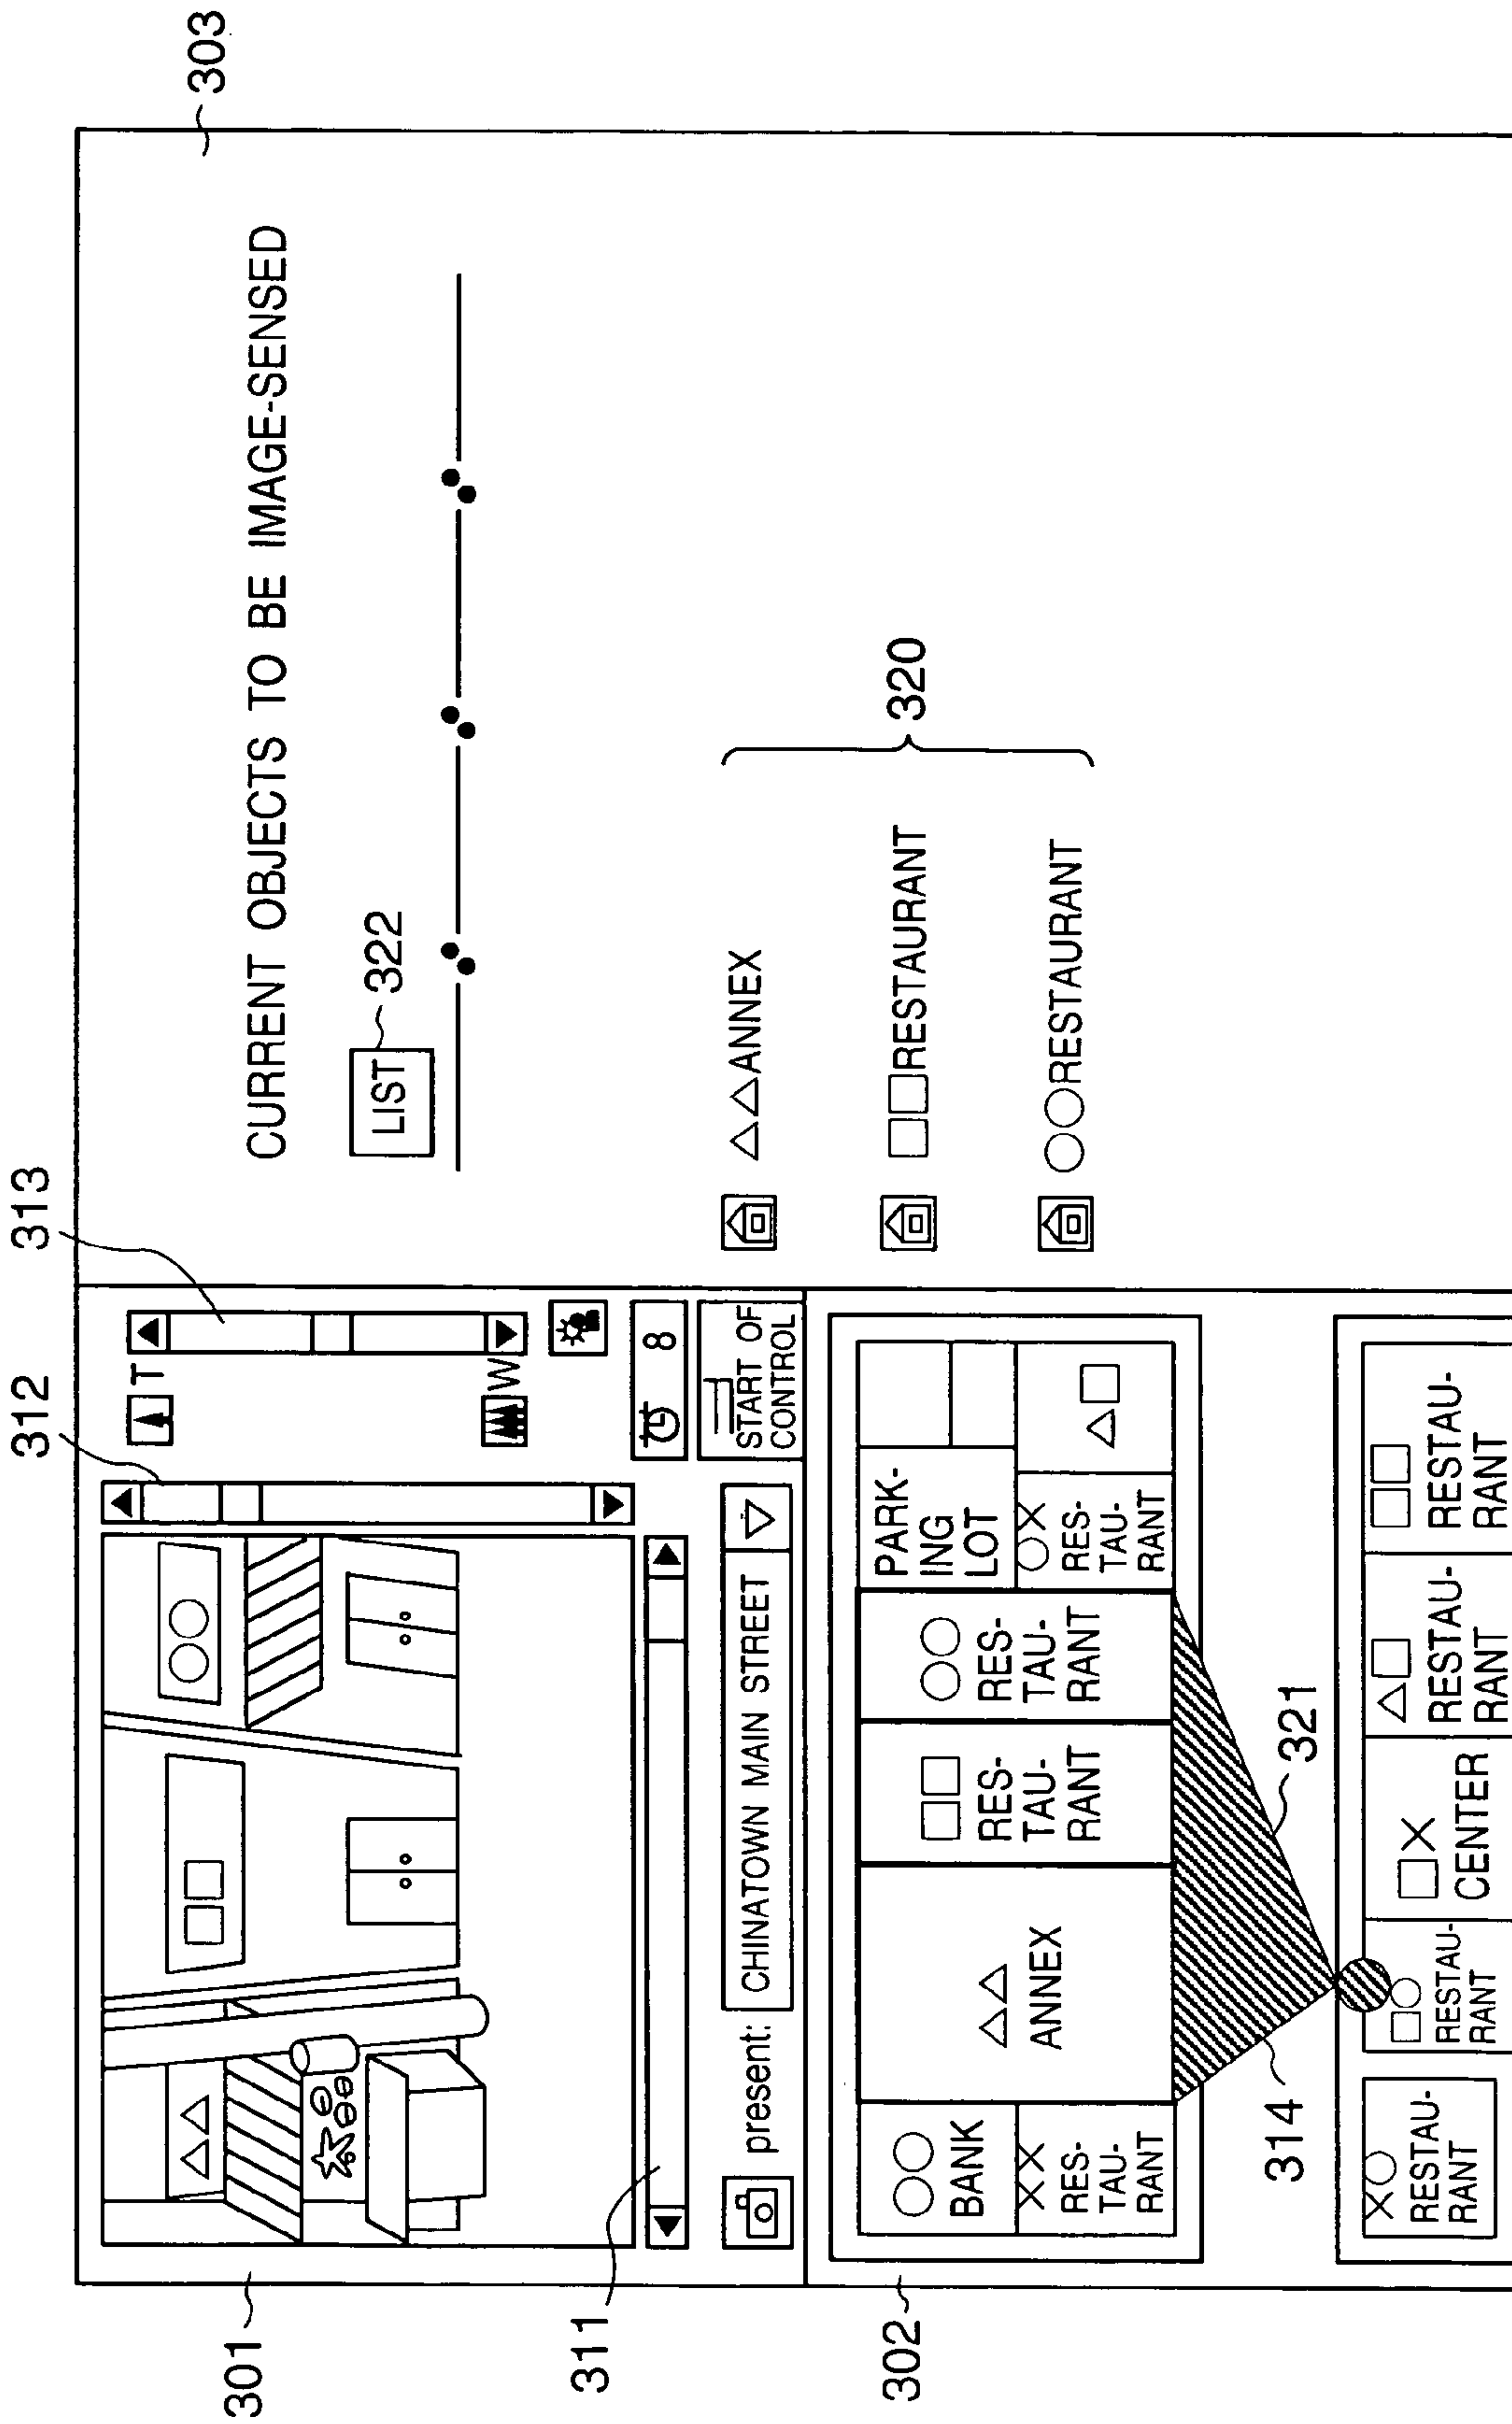 303
313
312
301
311
302
T
W
8
START OF
CONTROL
present:
CHINATOWN MAIN STREET
▽
△△
□□
○○
CURRENT OBJECTS TO BE IMAGE-SENSED
LIST
322
△△ANNEX
□□RESTAURANT
○○RESTAURANT
320
○○
BANK
××
RES-
TAU-
RANT
△△
ANNEX
□□
RES-
TAU-
RANT
○○
RES-
TAU-
RANT
PARK-
ING
LOT
○×
RES-
TAU-
RANT
△□
314
321
×○
RESTAU-
RANT
□○
RESTAU-
RANT
□×
CENTER
△□
RESTAU-
RANT
□□
RESTAU-
RANT